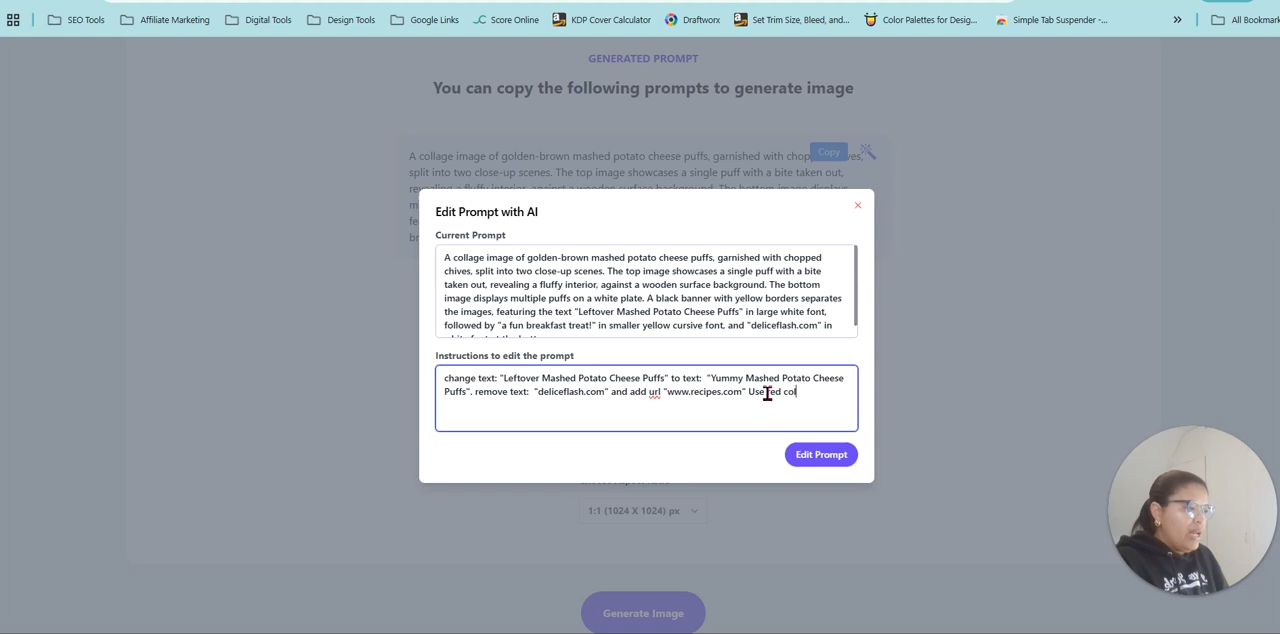 SEO Tools
Affiliate Marketing
Digital Tools
Design Tools
Google Links
Score Online
KDP Cover Calculator
Draftworx
Set Trim Size, Bleed, and...
Color Palettes for Desig...
Simple Tab Suspender -...
»
All Bookmark
GENERATED PROMPT
You can copy the following prompts to generate image
Copy
A collage image of golden-brown mashed potato cheese puffs, garnished with chopp ves,
split into two close-up scenes. The top image showcases a single puff with a bite taken out,
Edit Prompt with AI
Current Prompt
A collage image of golden-brown mashed potato cheese puffs, garnished with chopped
chives, split into two close-up scenes. The top image showcases a single puff with a bite
taken out, revealing a fluffy interior, against a wooden surface background. The bottom
image displays multiple puffs on a white plate. A black banner with yellow borders separates
the images, featuring the text "Leftover Mashed Potato Cheese Puffs" in large white font,
followed by "a fun breakfast treat!" in smaller yellow cursive font, and "deliceflash.com" in
Instructions to edit the prompt
change text: "Leftover Mashed Potato Cheese Puffs" to text: "Yummy Mashed Potato Cheese
Puffs". remove text: "deliceflash.com" and add url "www.recipes.com" Use red col
Edit Prompt
1:1 (1024 X 1024) px
Generate Image